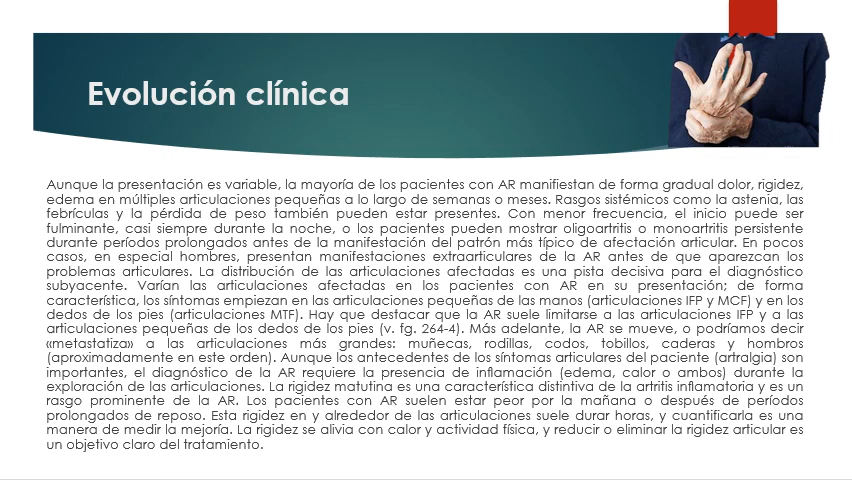 Evolución clínica
Aunque la presentación es variable, la mayoría de los pacientes con AR manifiestan de forma gradual dolor, rigidez,
edema en múltiples articulaciones pequeñas a lo largo de semanas o meses. Rasgos sistémicos como la astenia, las
febrículas y la pérdida de peso también pueden estar presentes. Con menor frecuencia, el inicio puede ser
fulminante, casi siempre durante la noche, o los pacientes pueden mostrar oligoartritis o monoartritis persistente
durante períodos prolongados antes de la manifestación del patrón más típico de afectación articular. En pocos
casos, en especial hombres, presentan manifestaciones extraarticulares de la AR antes de que aparezcan los
problemas articulares. La distribución de las articulaciones afectadas es una pista decisiva para el diagnóstico
subyacente. Varían las articulaciones afectadas en los pacientes con AR en su presentación; de forma
característica, los síntomas empiezan en las articulaciones pequeñas de las manos (articulaciones IFP y MCF) y en los
dedos de los pies (articulaciones MTF). Hay que destacar que la AR suele limitarse a las articulaciones IFP y a las
articulaciones pequeñas de los dedos de los pies (v. fg. 264-4). Más adelante, la AR se mueve, o podríamos decir
«metastatiza» a las articulaciones más grandes: muñecas, rodillas, codos, tobillos, caderas y hombros
(aproximadamente en este orden). Aunque los antecedentes de los síntomas articulares del paciente (artralgia) son
importantes, el diagnóstico de la AR requiere la presencia de inflamación (edema, calor o ambos) durante la
exploración de las articulaciones. La rigidez matutina es una característica distintiva de la artritis inflamatoria y es un
rasgo prominente de la AR. Los pacientes con AR suelen estar peor por la mañana o después de períodos
prolongados de reposo. Esta rigidez en y alrededor de las articulaciones suele durar horas, y cuantificarla es una
manera de medir la mejoría. La rigidez se alivia con calor y actividad física, y reducir o eliminar la rigidez articular es
un objetivo claro del tratamiento.